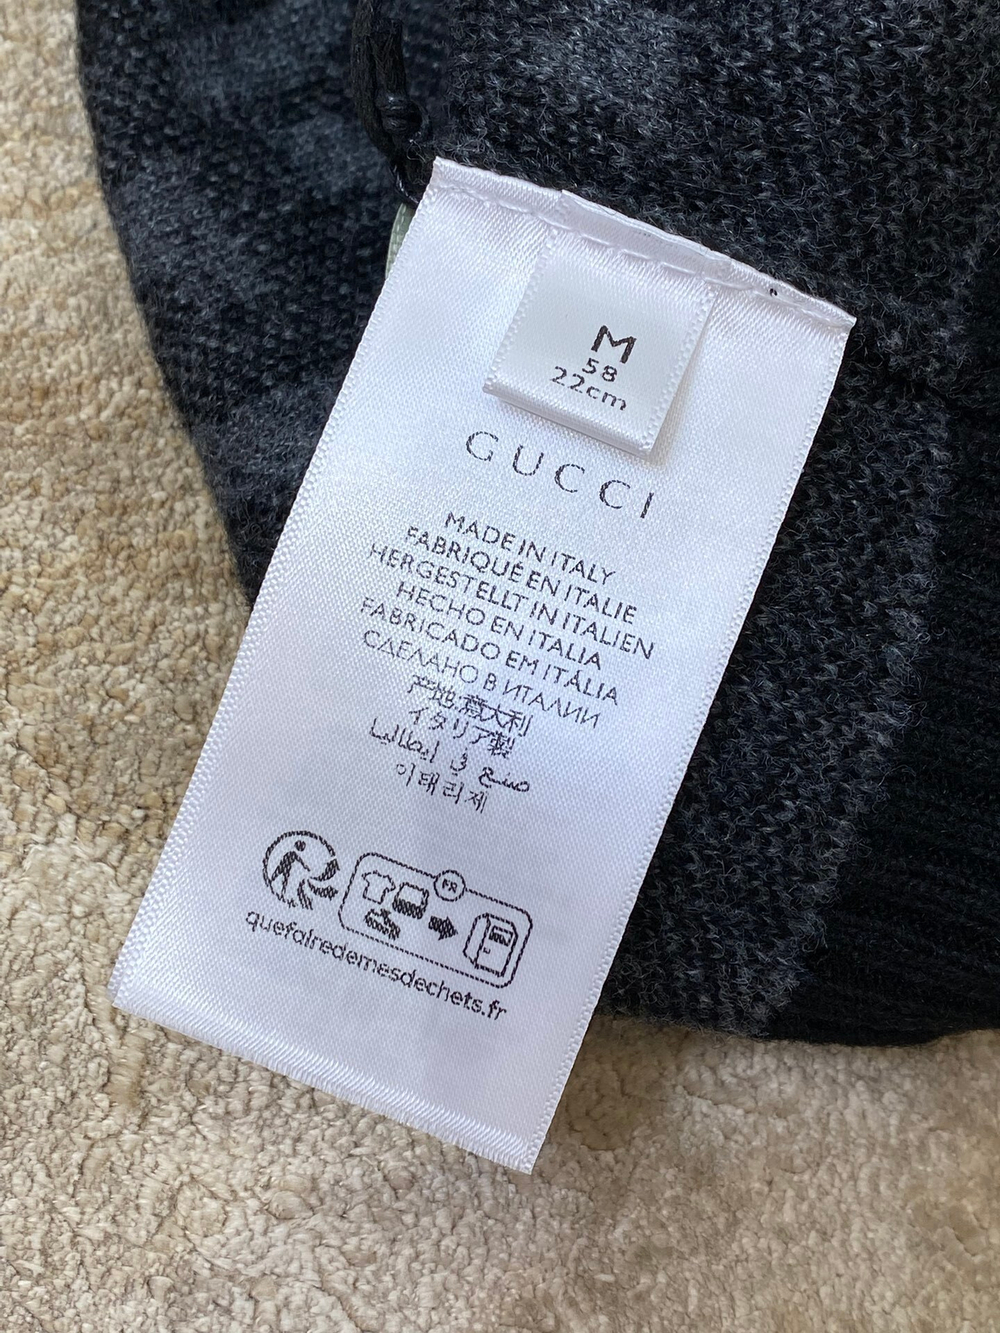 M
58
22cm
GUCCI
MADE IN ITALY
FABRIQUÉ EN ITALIE
HERGESTELLT IN ITALIEN
HECHO EN ITALIA
FABRICADO EM ITÁLIA
СДЕЛАНО В ИТАЛИИ
产地:意大利
イタリア製
صنع في إيطاليا
이태리제
FR
quefairedemesdechets.fr